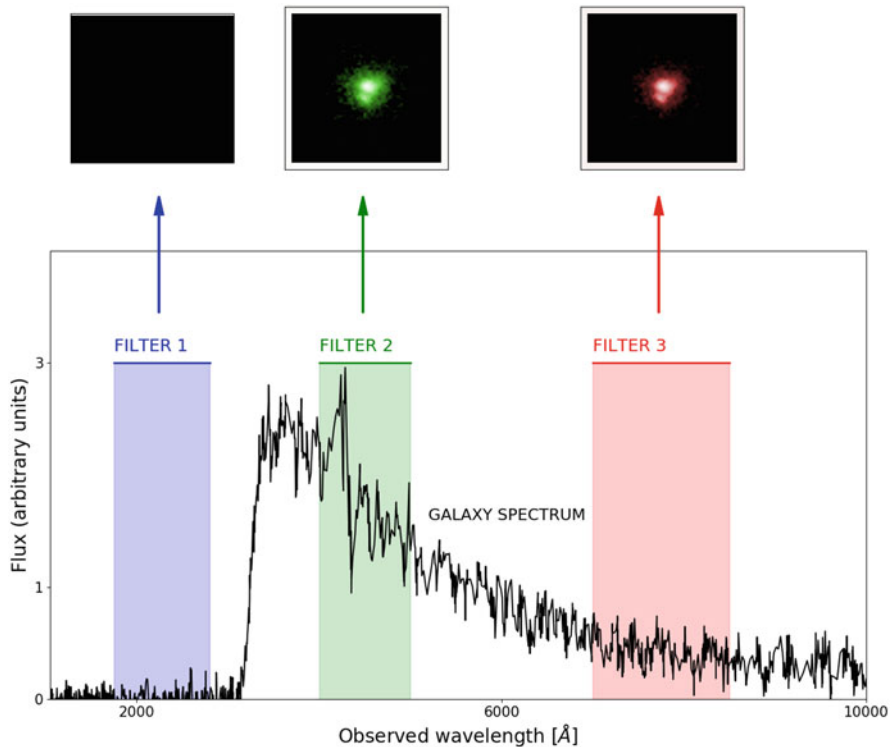 FILTER 1
FILTER 2
FILTER 3
GALAXY SPECTRUM
Flux (arbitrary units)
3
1
0
2000
6000
10000
Observed wavelength [Å]